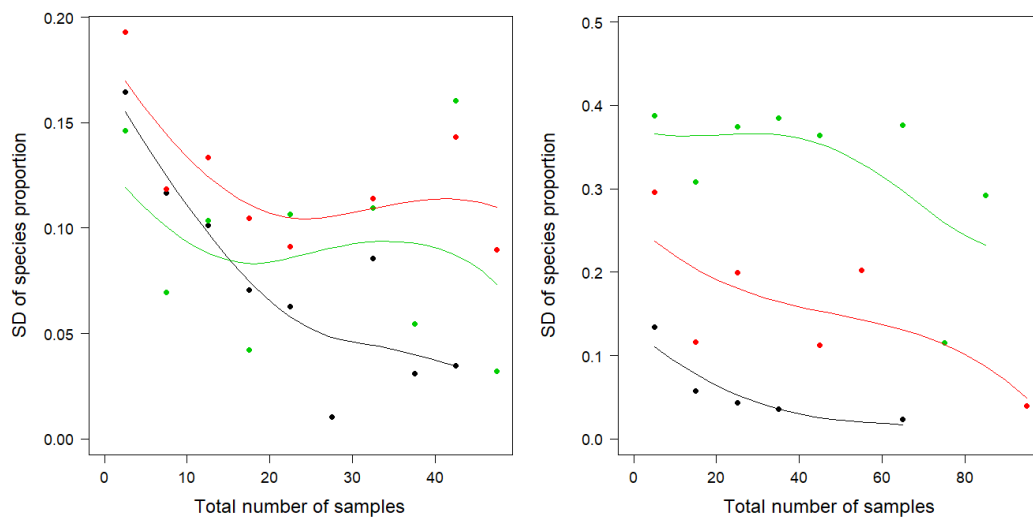 0.20
0.15
0.10
0.05
0.00
SD of species proportion
0 10 20 30 40
Total number of samples
0.5
0.4
0.3
0.2
0.1
0.0
SD of species proportion
0 20 40 60 80
Total number of samples